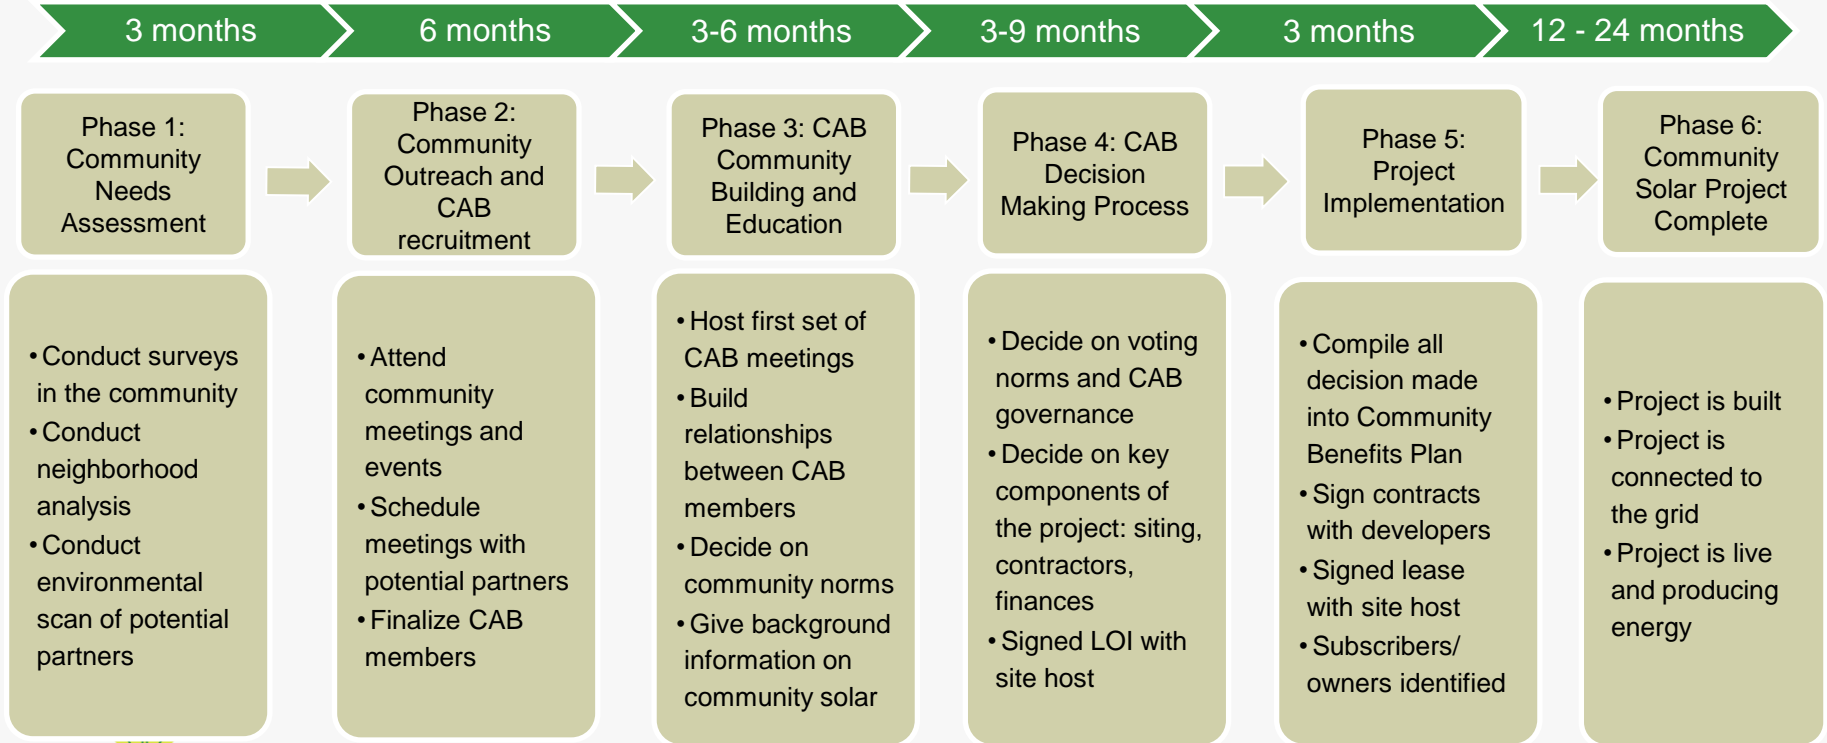 3 months
6 months
3-6 months
3-9 months
3 months
12 - 24 months
Phase 1:
Community
Needs
Assessment
Phase 2:
Community
Outreach and
CAB
recruitment
Phase 3: CAB
Community
Building and
Education
Phase 4: CAB
Decision
Making Process
Phase 5:
Project
Implementation
Phase 6:
Community
Solar Project
Complete
• Conduct surveys
in the community
• Conduct
neighborhood
analysis
• Conduct
environmental
scan of potential
partners
• Attend
community
meetings and
events
• Schedule
meetings with
potential partners
• Finalize CAB
members
• Host first set of
CAB meetings
• Build
relationships
between CAB
members
• Decide on
community norms
• Give background
information on
community solar
• Decide on voting
norms and CAB
governance
• Decide on key
components of
the project: siting,
contractors,
finances
• Signed LOI with
site host
• Compile all
decision made
into Community
Benefits Plan
• Sign contracts
with developers
• Signed lease
with site host
• Subscribers/
owners identified
• Project is built
• Project is
connected to
the grid
• Project is live
and producing
energy